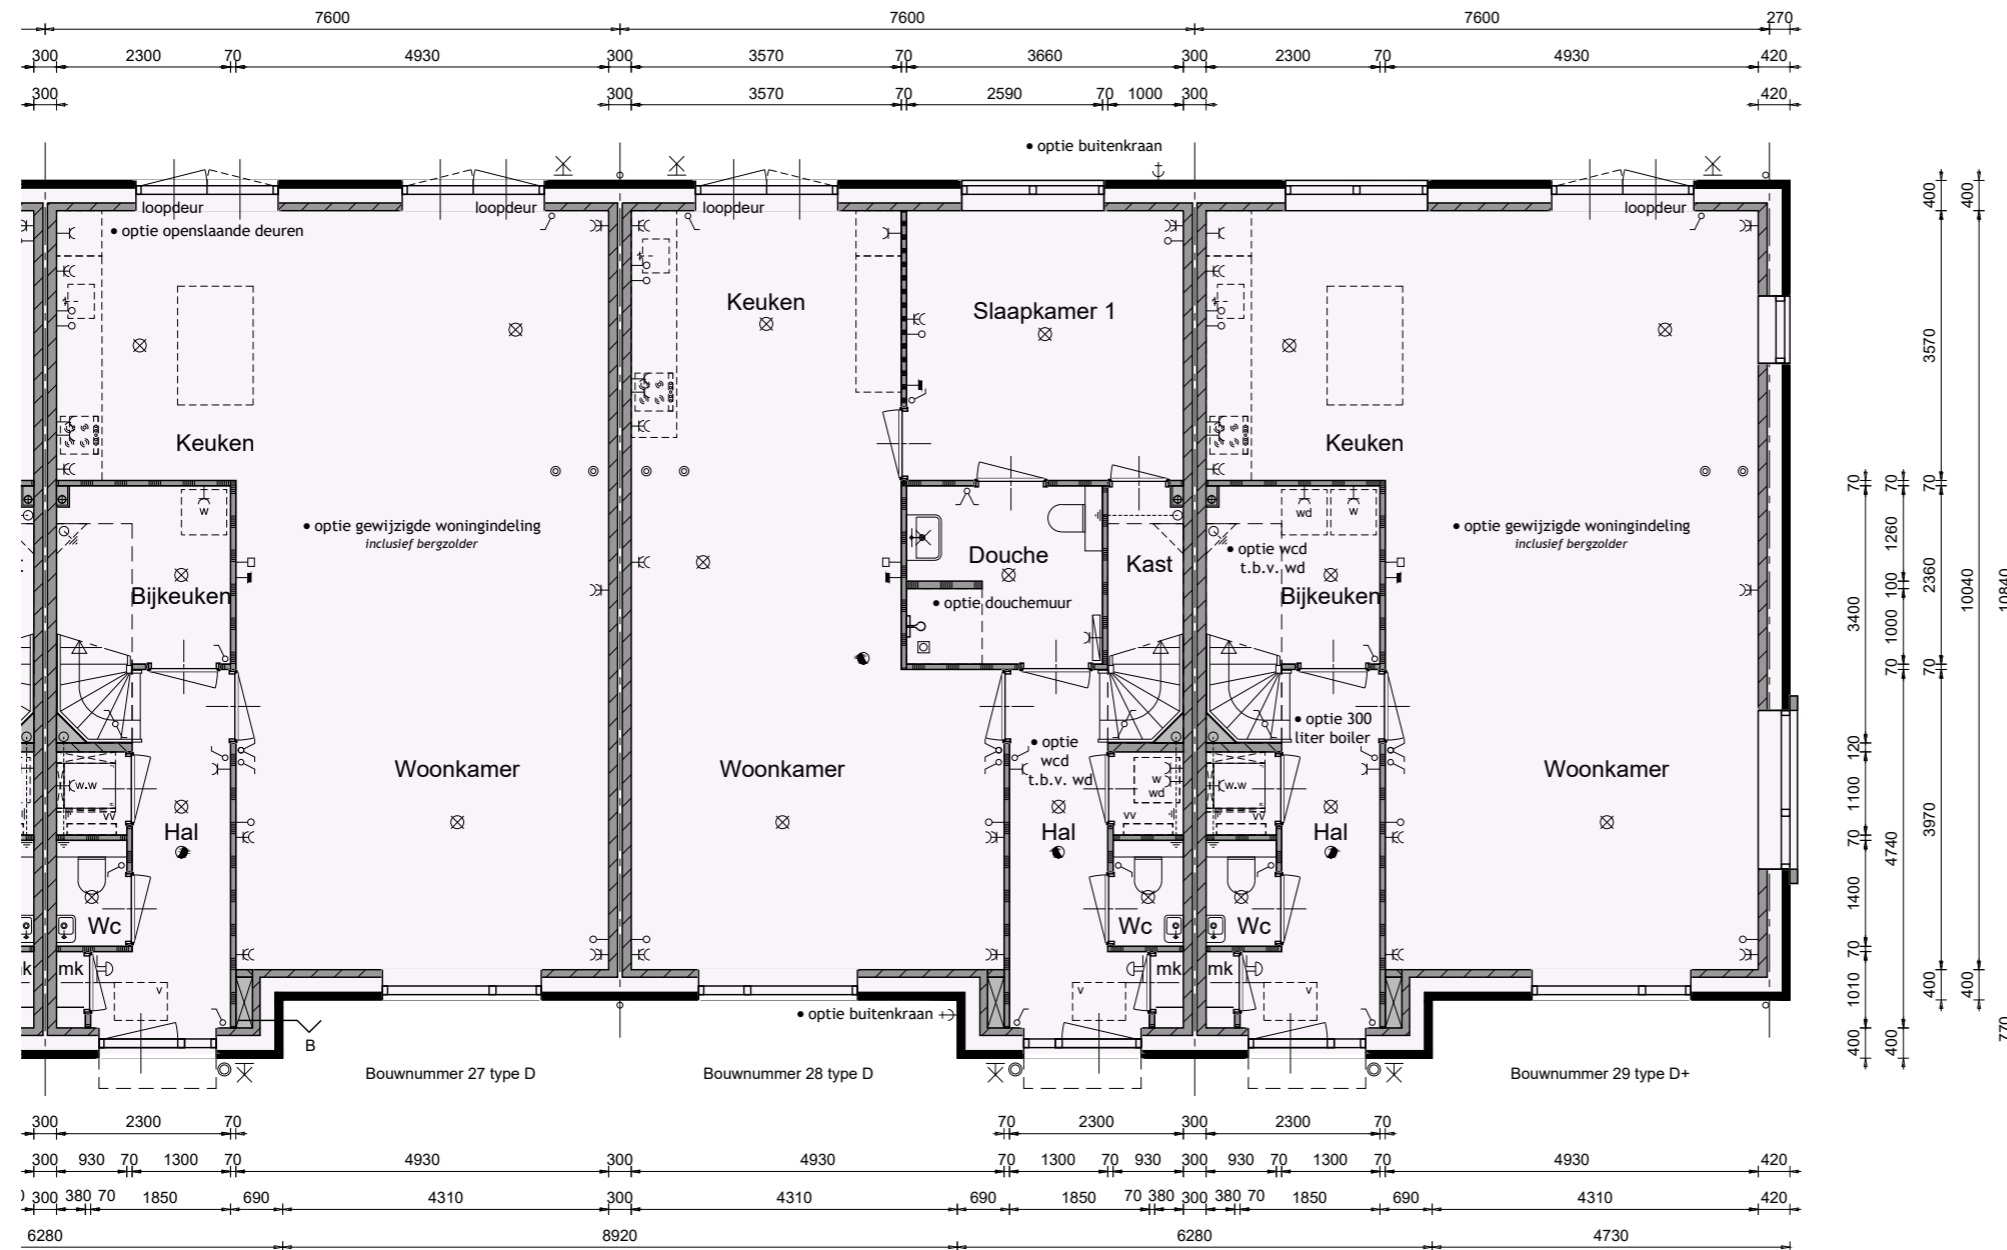 7600 7600 7600 270
300 2300 70 4930 300 3570 70 3660 300 2300 70 4930 420
300 300 3570 70 2590 70 1000 300 420
• optie buitenkraan
loopdeur loopdeur loopdeur loopdeur
• optie openslaande deuren
Keuken
Slaapkamer 1
Keuken
Keuken
w
wd w
• optie gewijzigde woningindeling
inclusief bergzolder
• optie gewijzigde woningindeling
inclusief bergzolder
Douche
Kast
• optie wcd
t.b.v. wd
Bijkeuken
• optie douchemuur
Bijkeuken
• optie 300
liter boiler
• optie
wcd
t.b.v. wd
Woonkamer
Woonkamer
Woonkamer
w.w
w
wd
w.w
vv
vv
vv
Hal
Hal
Hal
Wc
Wc
Wc
k mk
mk mk
v
v
v
• optie buitenkraan
B
Bouwnummer 27 type D
Bouwnummer 28 type D
Bouwnummer 29 type D+
400 400
3570
70 70 70
1260
3400 100 2360 10040 10840
1000
70 70
120
1100
70 4740 3970
1400
70
1010 400 400
400 400 770
300 2300 70 70 2300 300 2300 70
300 930 70 1300 70 4930 300 4930 70 1300 70 930 300 930 70 1300 70 4930 420
300 380 70 1850 690 4310 300 4310 690 1850 70 380 300 380 70 1850 690 4310 420
6280 8920 6280 4730